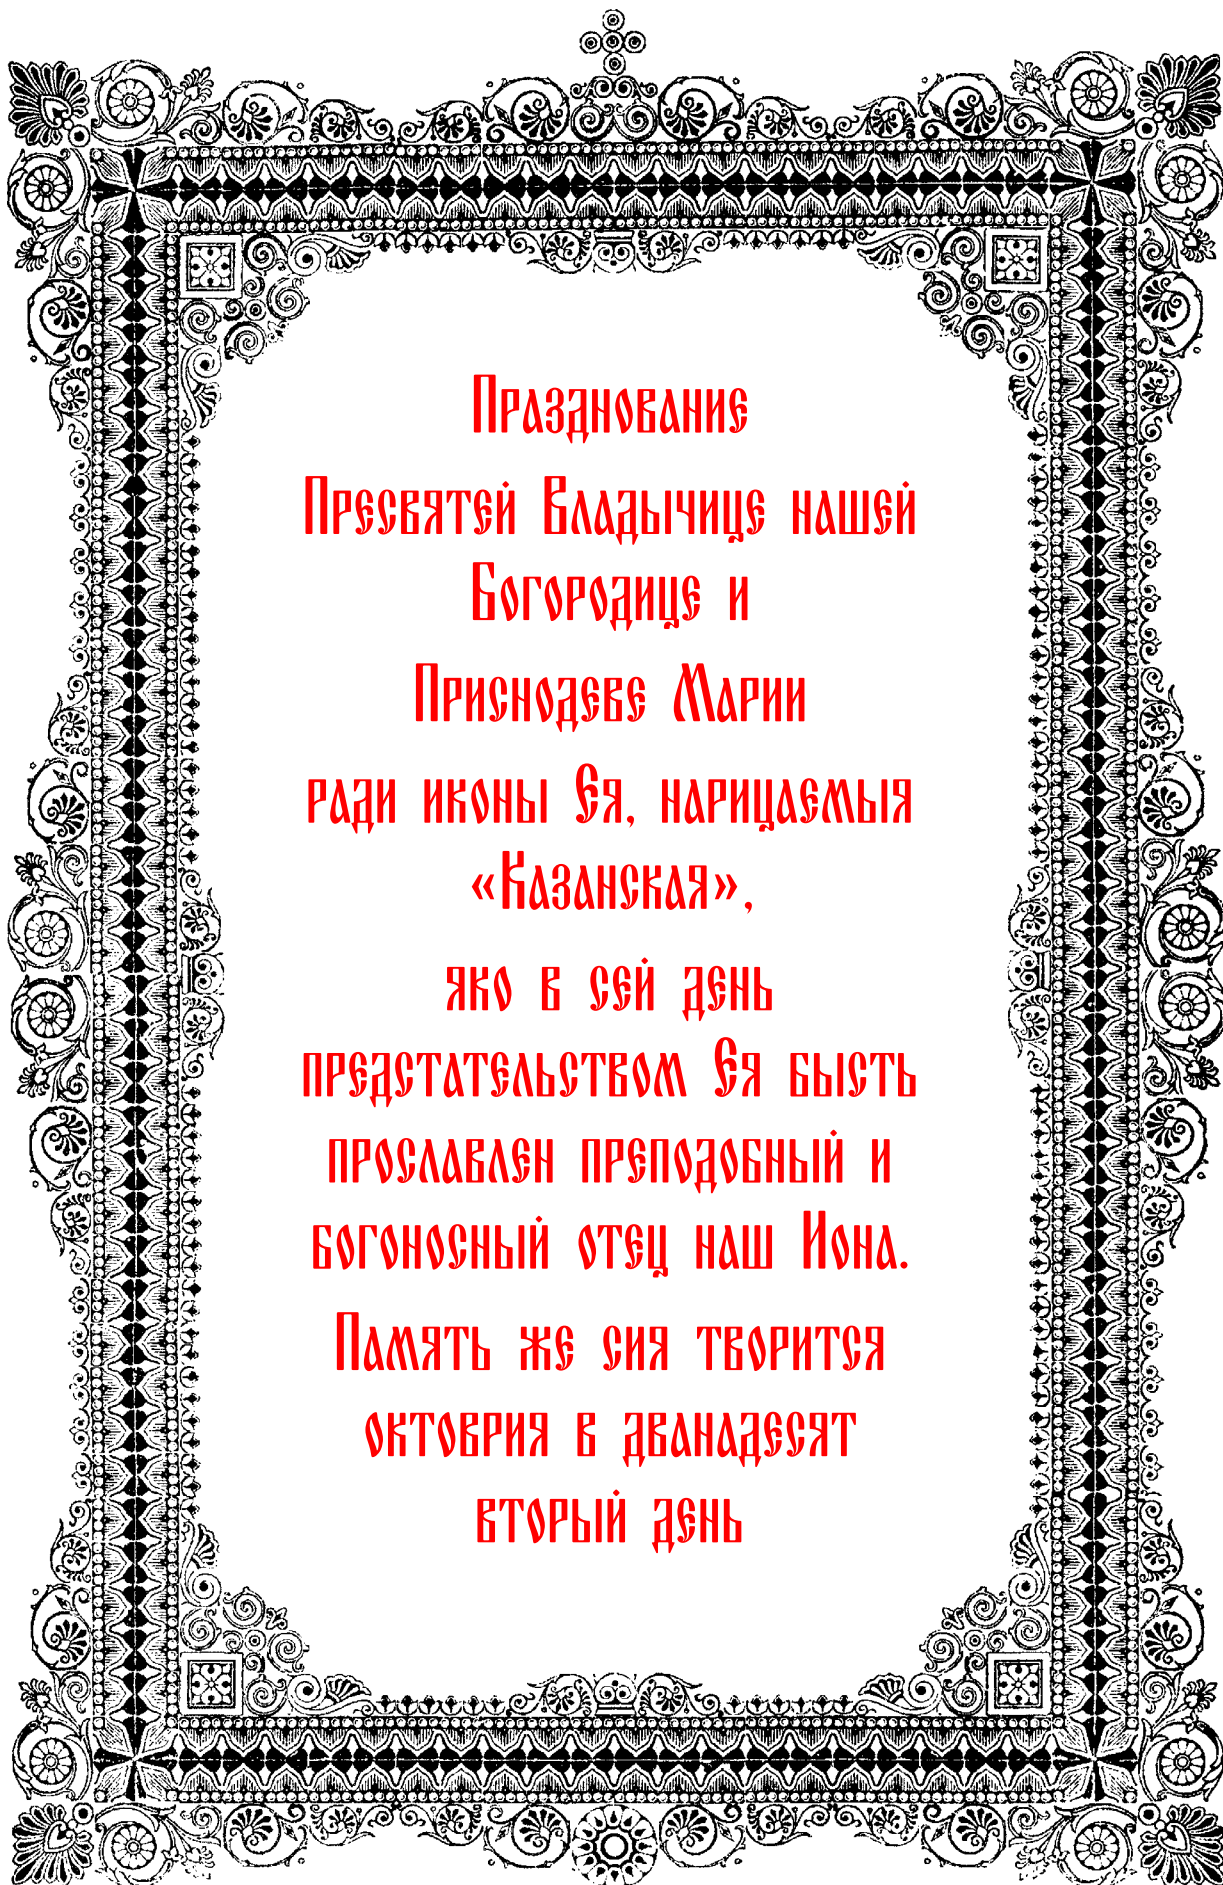 Празднование
Пресвятей Владычице нашей
Богородице и
Приснодеве Марии
ради иконы Ея, нарицаемыя
«Казанская»,
яко в сей день
предстательством Ея бысть
прославлен преподобный и
богоносный отец наш Иона.
Память же сия творится
октоврия в дванадесят
вторый день